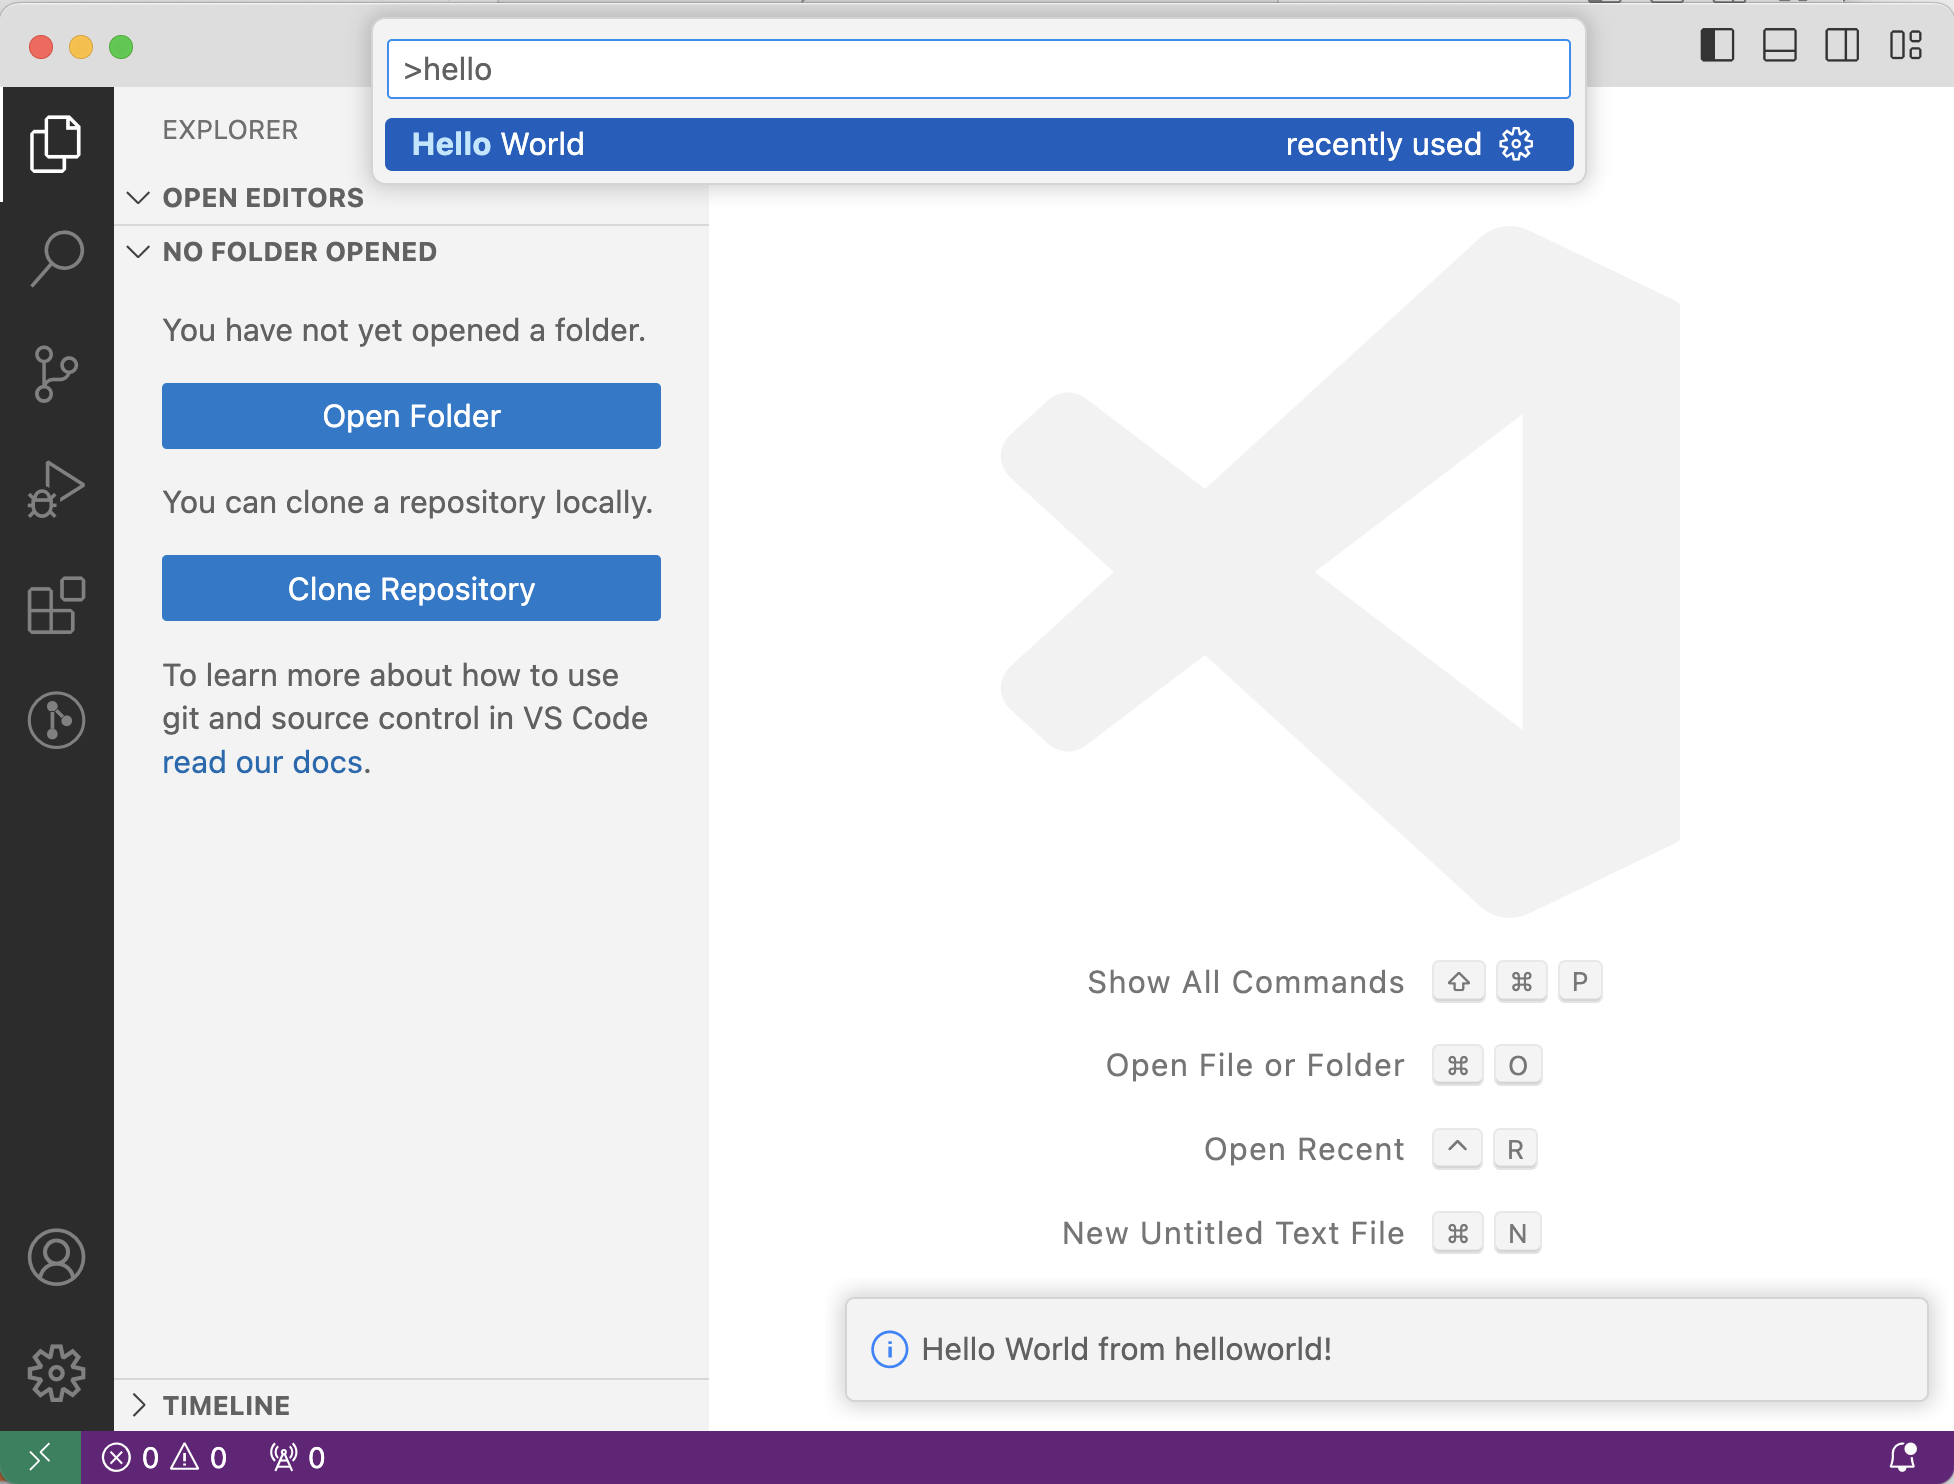 >hello
Hello World recently used
EXPLORER
OPEN EDITORS
NO FOLDER OPENED
You have not yet opened a folder.
Open Folder
You can clone a repository locally.
Clone Repository
To learn more about how to use
git and source control in VS Code
read our docs.
Show All Commands ⇧ ⌘ P
Open File or Folder ⌘ O
Open Recent ^ R
New Untitled Text File ⌘ N
Hello World from helloworld!
TIMELINE
0 0 0